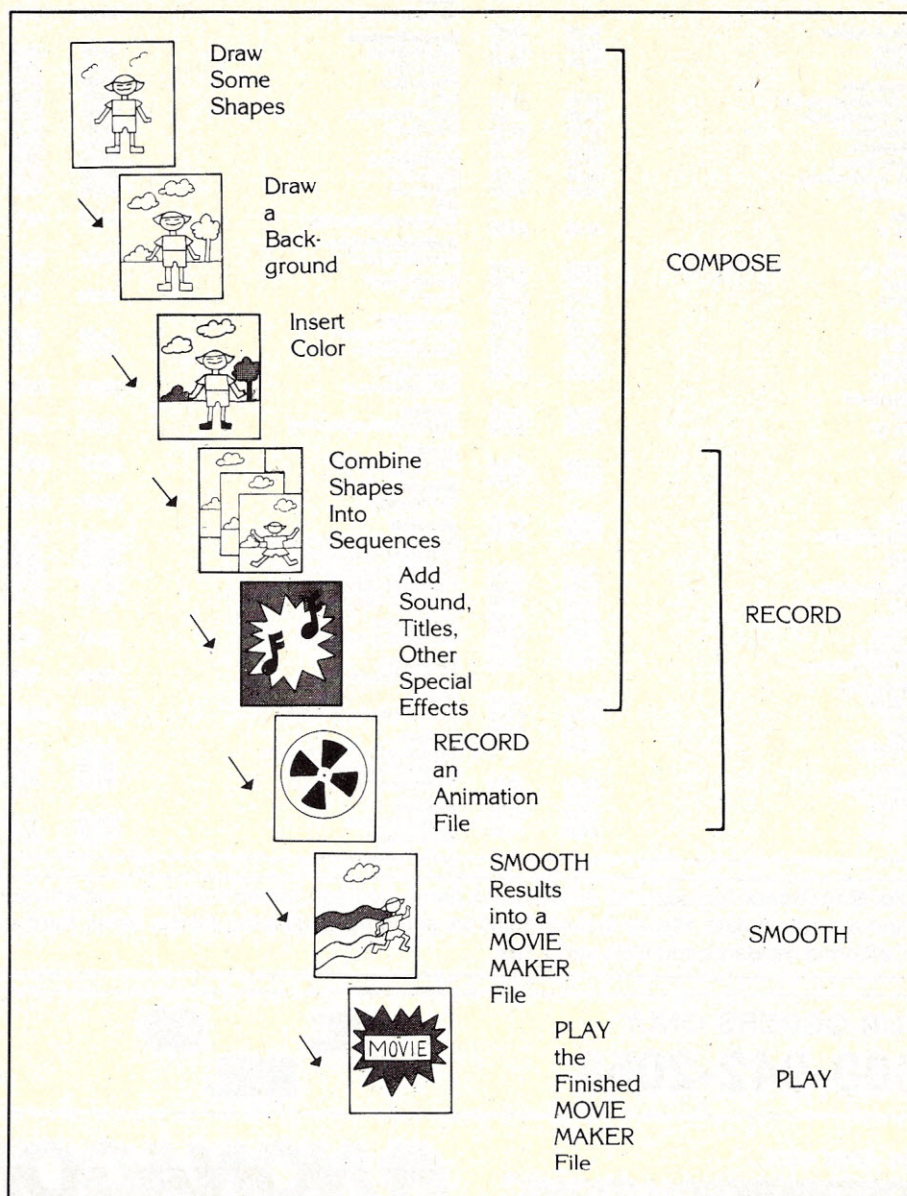 Draw
Some
Shapes
Draw
a
Back-
ground
COMPOSE
Insert
Color
Combine
Shapes
Into
Sequences
Add
Sound,
Titles,
Other
Special
Effects
RECORD
RECORD
an
Animation
File
SMOOTH
Results
into a
MOVIE
MAKER
File
SMOOTH
MOVIE
PLAY
the
Finished
MOVIE
MAKER
File
PLAY